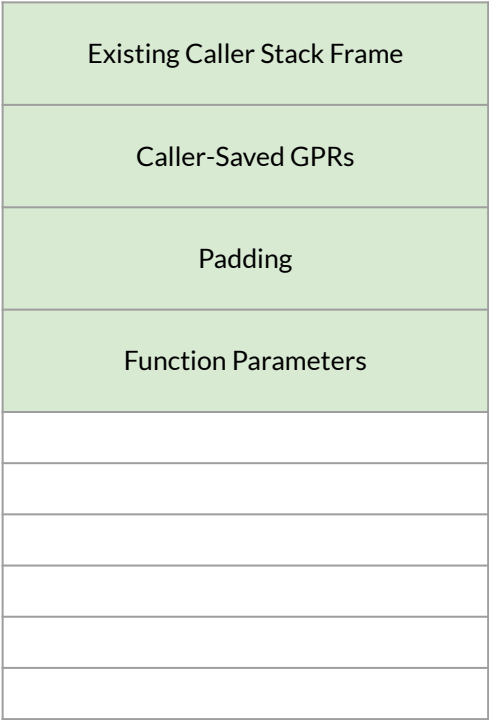 Existing Caller Stack Frame
Caller-Saved GPRs
Padding
Function Parameters